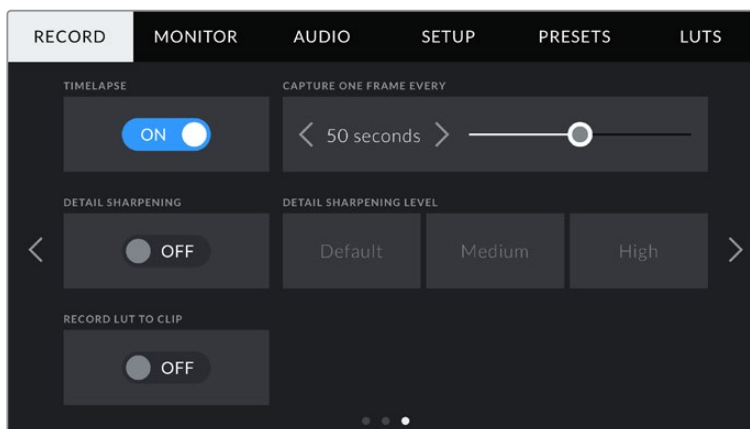 RECORD MONITOR AUDIO SETUP PRESETS LUTS
TIMELAPSE CAPTURE ONE FRAME EVERY
ON 50 seconds
DETAIL SHARPENING DETAIL SHARPENING LEVEL
OFF Default Medium High
RECORD LUT TO CLIP
OFF